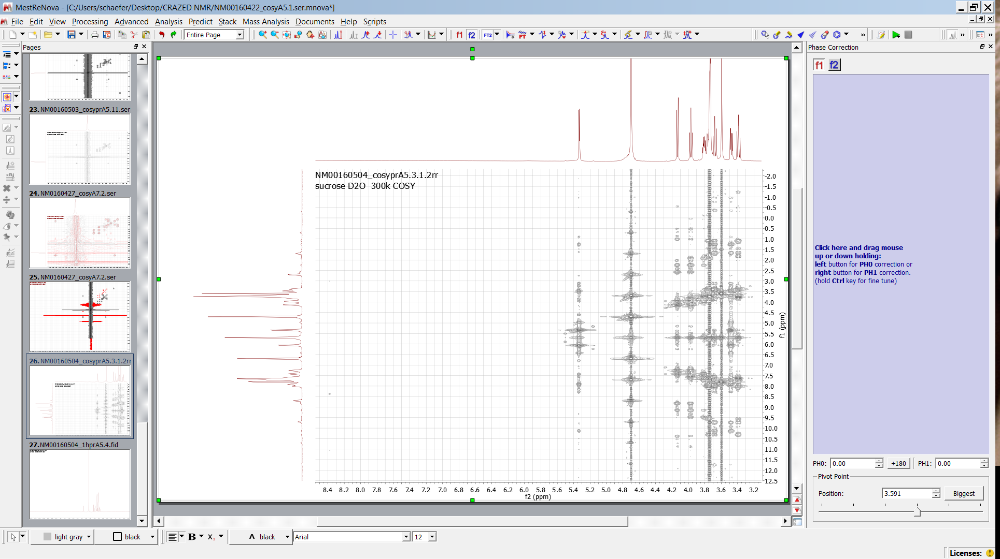 MestReNova - [C:/Users/schaefer/Desktop/CRAZED NMR/NM00160422_cosyA5.1.ser.mnova*]
File Edit View Processing Advanced Analysis Predict Stack Mass Analysis Documents Help Scripts
Entire Page
f1 f2 FT2
Pages
23. NM00160503_cosyprA5.11.ser
24. NM0160427_cosyA7.2.ser
25. NM0160427_cosyA7.2.ser
26. NM00160504_cosyprA5.3.1.2rr
27. NM00160504_1hprA5.4.fid
NM00160504_cosyprA5.3.1.2rr
sucrose D2O 300k COSY
-2.0
-1.5
-1.0
-0.5
0.0
0.5
1.0
1.5
2.0
2.5
3.0
3.5
4.0
4.5
5.0
5.5
6.0
6.5
7.0
7.5
8.0
8.5
9.0
9.5
10.0
10.5
11.0
11.5
12.0
12.5
f1 (ppm)
8.4 8.2 8.0 7.8 7.6 7.4 7.2 7.0 6.8 6.6 6.4 6.2 6.0 5.8 5.6 5.4 5.2 5.0 4.8 4.6 4.4 4.2 4.0 3.8 3.6 3.4 3.2
f2 (ppm)
Phase Correction
f1 f2
Click here and drag mouse
up or down holding:
left button for PH0 correction or
right button for PH1 correction.
(hold Ctrl key for fine tune)
PH0: 0.00 +180 PH1: 0.00
Pivot Point
Position: 3.591 Biggest
light gray black B X2 A black Arial 12
Licenses: